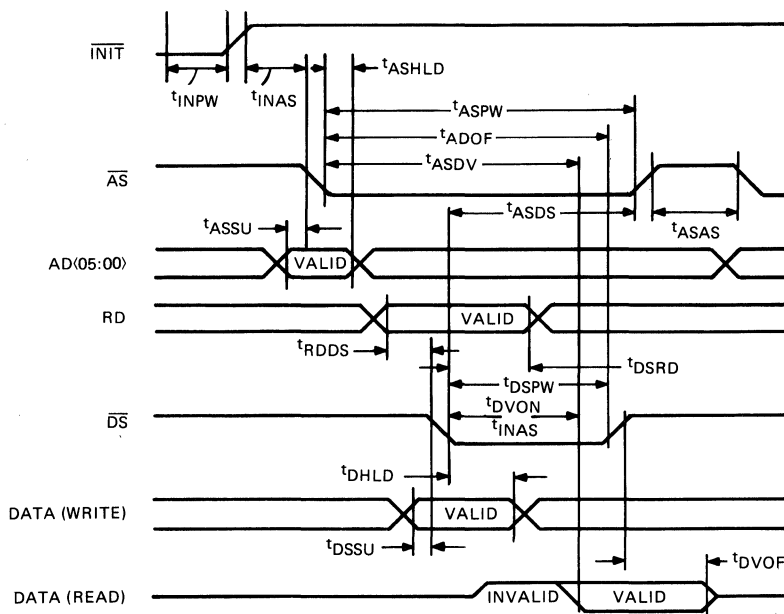 INIT
tINPW
tINAS
tASHLD
tASPW
tADOF
tASDV
AS
tASDS
tASAS
tASSU
AD⟨05:00⟩
VALID
RD
VALID
tRDDS
tDSRD
tDSPW
tDVON
tINAS
DS
tDHLD
DATA (WRITE)
VALID
tDSSU
tDVOF
DATA (READ)
INVALID
VALID